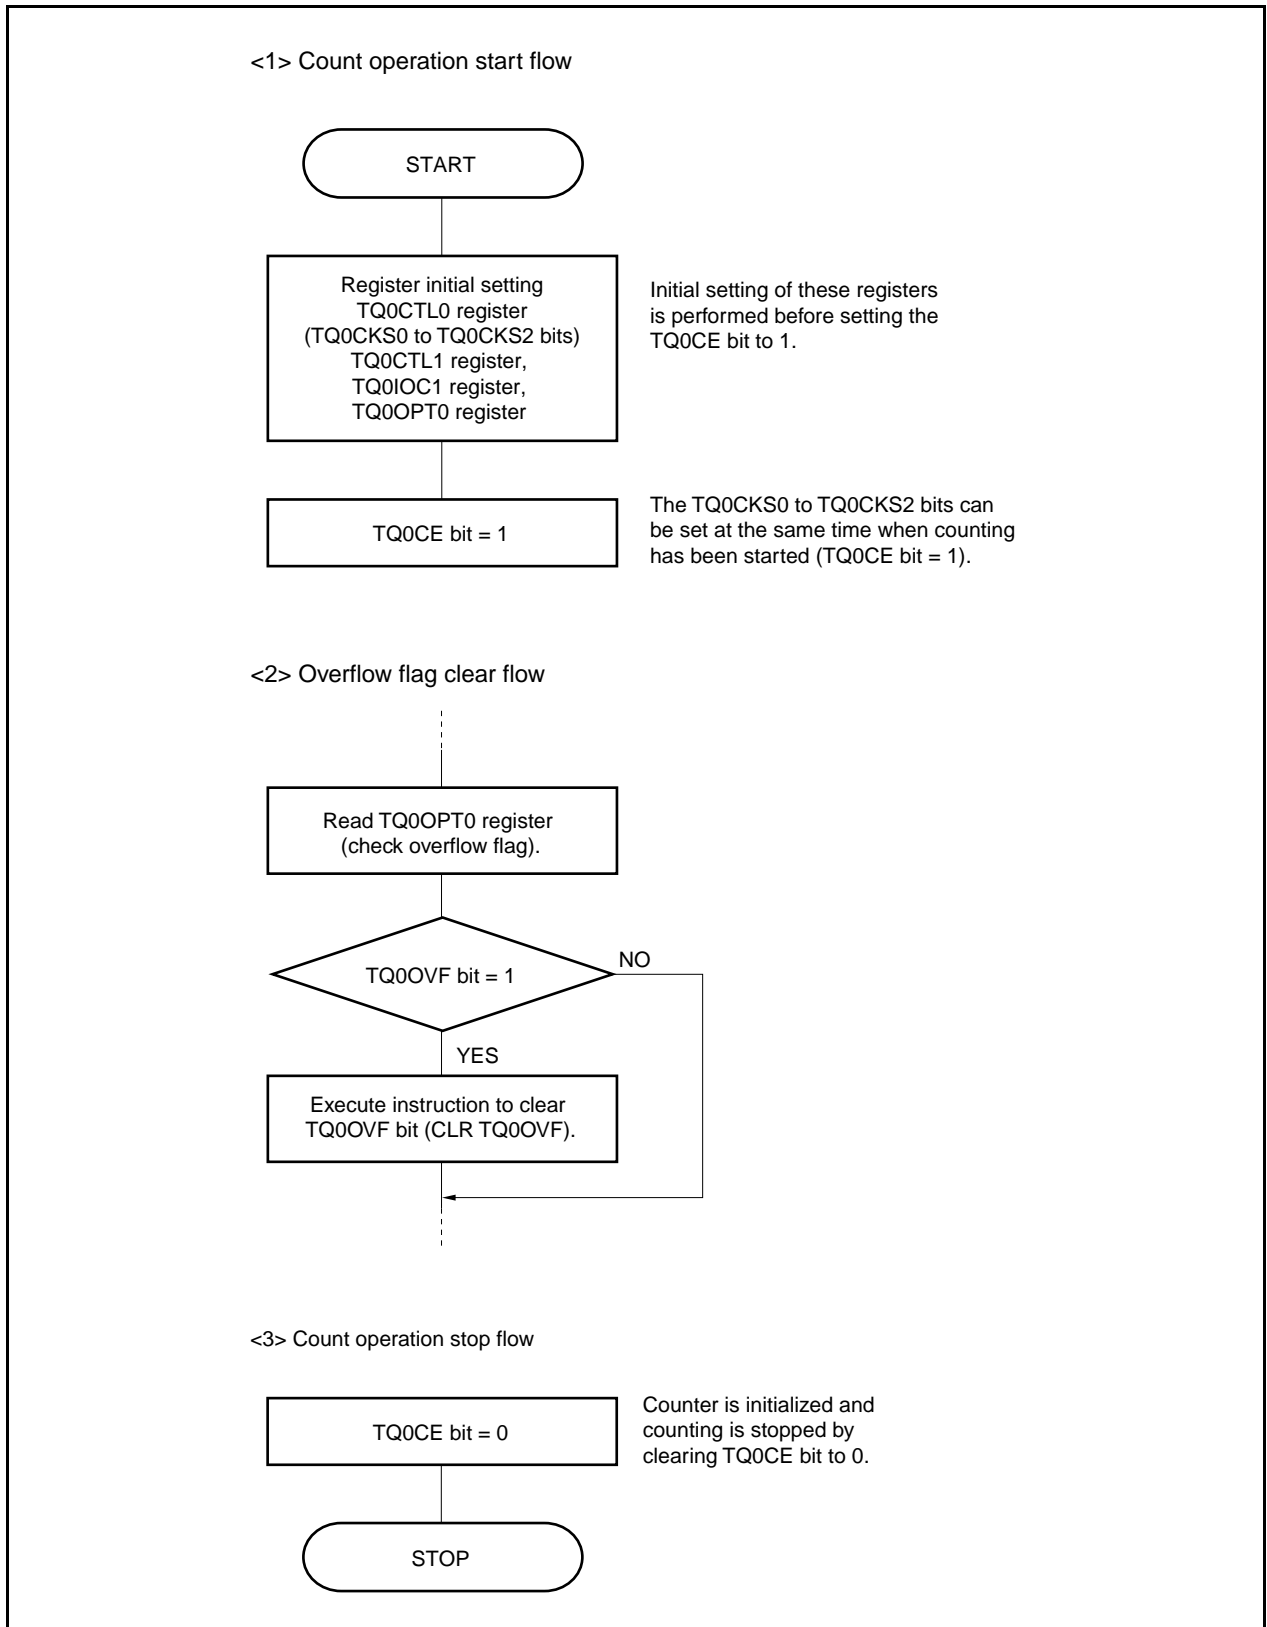 <1> Count operation start flow
START
Register initial setting
TQ0CTL0 register
(TQ0CKS0 to TQ0CKS2 bits)
TQ0CTL1 register,
TQ0IOC1 register,
TQ0OPT0 register
Initial setting of these registers
is performed before setting the
TQ0CE bit to 1.
TQ0CE bit = 1
The TQ0CKS0 to TQ0CKS2 bits can
be set at the same time when counting
has been started (TQ0CE bit = 1).
<2> Overflow flag clear flow
Read TQ0OPT0 register
(check overflow flag).
TQ0OVF bit = 1
NO
YES
Execute instruction to clear
TQ0OVF bit (CLR TQ0OVF).
<3> Count operation stop flow
TQ0CE bit = 0
Counter is initialized and
counting is stopped by
clearing TQ0CE bit to 0.
STOP